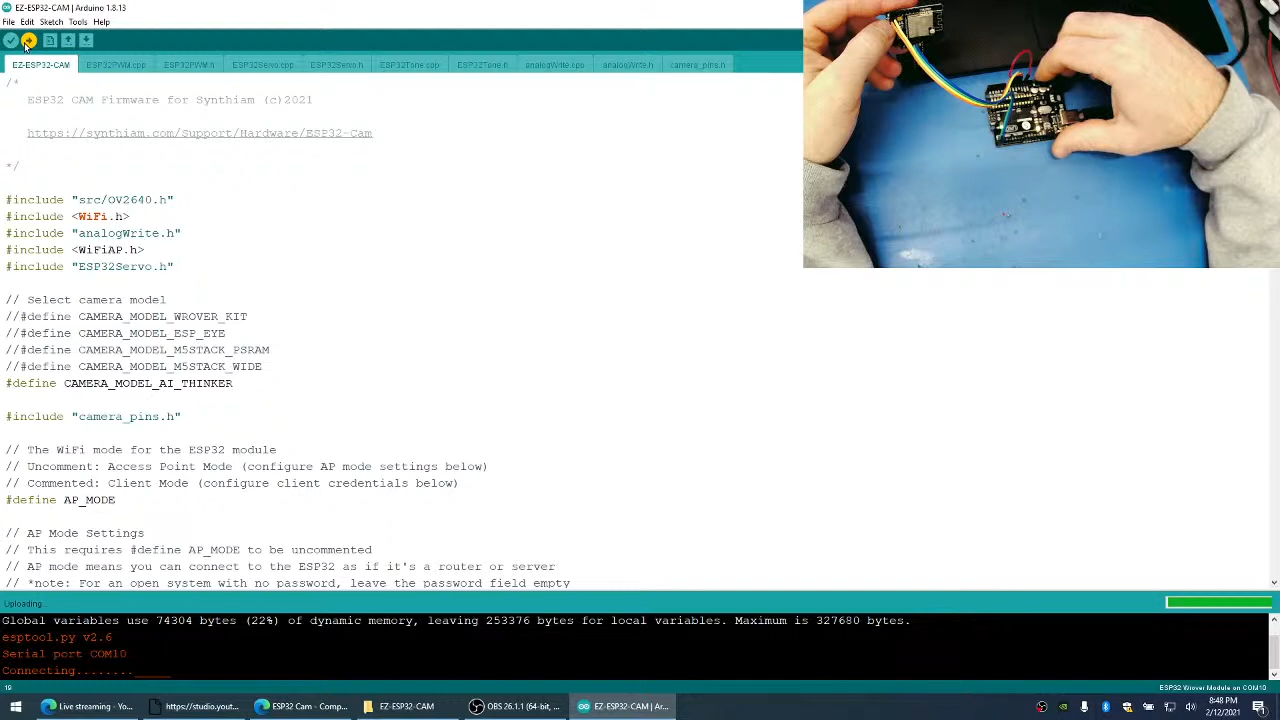 EZ-ESP32-CAM | Arduino 1.8.13
File Edit Sketch Tools Help
EZ-ESP32-CAM ESP32PWM.cpp ESP32PWM.h ESP32Servo.cpp ESP32Servo.h ESP32Tone.cpp ESP32Tone.h analogWrite.cpp analogWrite.h camera_pins.h
/*
ESP32 CAM Firmware for Synthiam (c)2021
https://synthiam.com/Support/Hardware/ESP32-Cam
*/
#include "src/OV2640.h"
#include <WiFi.h>
#include "analogWrite.h"
#include <WiFiAP.h>
#include "ESP32Servo.h"
// Select camera model
//#define CAMERA_MODEL_WROVER_KIT
//#define CAMERA_MODEL_ESP_EYE
//#define CAMERA_MODEL_M5STACK_PSRAM
//#define CAMERA_MODEL_M5STACK_WIDE
#define CAMERA_MODEL_AI_THINKER
#include "camera_pins.h"
// The WiFi mode for the ESP32 module
// Uncomment: Access Point Mode (configure AP mode settings below)
// Commented: Client Mode (configure client credentials below)
#define AP_MODE
// AP Mode Settings
// This requires #define AP_MODE to be uncommented
// AP mode means you can connect to the ESP32 as if it's a router or server
// *note: For an open system with no password, leave the password field empty
Uploading...
Global variables use 74304 bytes (22%) of dynamic memory, leaving 253376 bytes for local variables. Maximum is 327680 bytes.
esptool.py v2.6
Serial port COM10
Connecting........_____
19 ESP32 Wrover Module on COM10
Live streaming - Yo... https://studio.yout... ESP32 Cam - Comp... EZ-ESP32-CAM OBS 26.1.1 (64-bit, ... EZ-ESP32-CAM | Ar...
8:48 PM
2/12/2021